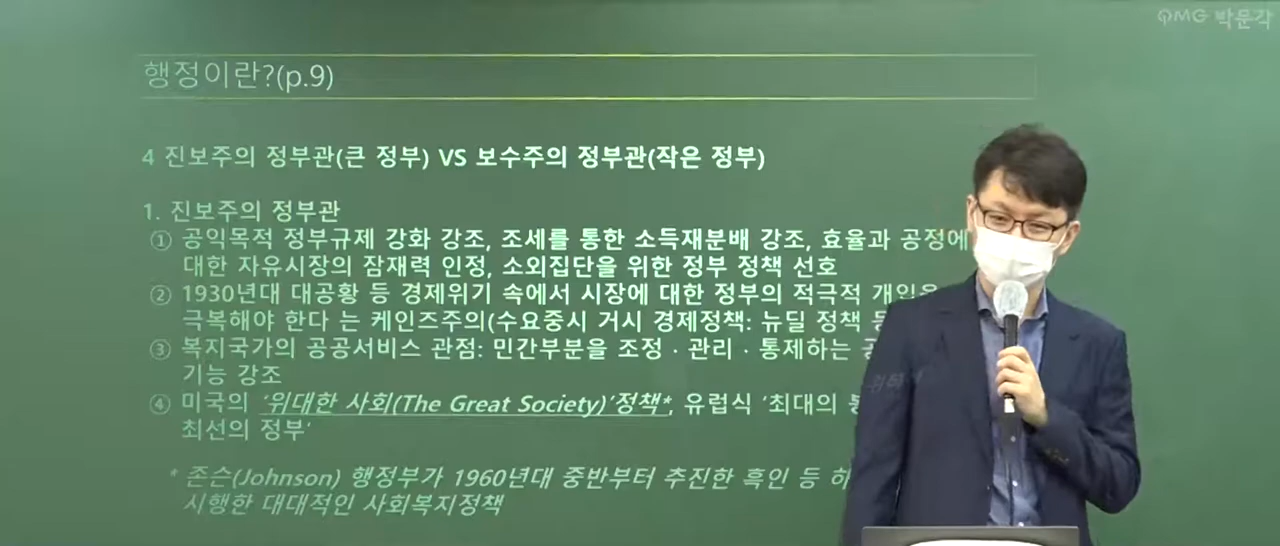 PMG 박문각
행정이란?(p.9)
4 진보주의 정부관(큰 정부) VS 보수주의 정부관(작은 정부)
1. 진보주의 정부관
① 공익목적 정부규제 강화 강조, 조세를 통한 소득재분배 강조, 효율과 공정에
대한 자유시장의 잠재력 인정, 소외집단을 위한 정부 정책 선호
② 1930년대 대공황 등 경제위기 속에서 시장에 대한 정부의 적극적 개입을
극복해야 한다 는 케인즈주의(수요중시 거시 경제정책: 뉴딜 정책
③ 복지국가의 공공서비스 관점: 민간부분을 조정 · 관리 · 통제하는
기능 강조
④ 미국의 ‘위대한 사회(The Great Society)’정책*, 유럽식 ‘최대의
최선의 정부’
* 존슨(Johnson) 행정부가 1960년대 중반부터 추진한 흑인 등
시행한 대대적인 사회복지정책